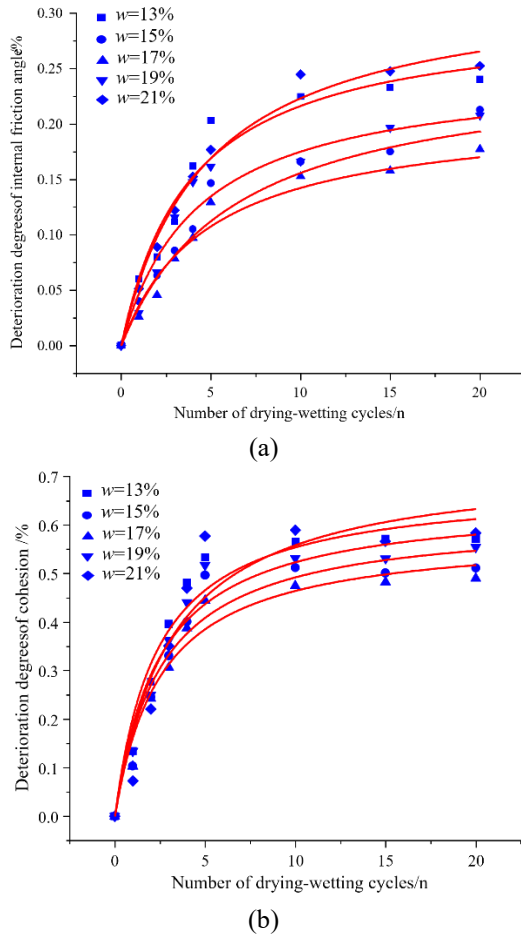 Deterioration degreesof internal friction angle%
0.25
0.20
0.15
0.10
0.05
0.00
w=13%
w=15%
w=17%
w=19%
w=21%
0 5 10 15 20
Number of drying-wetting cycles/n
(a)
Deterioration degreesof cohesion /%
0.7
0.6
0.5
0.4
0.3
0.2
0.1
0.0
w=13%
w=15%
w=17%
w=19%
w=21%
0 5 10 15 20
Number of drying-wetting cycles/n
(b)